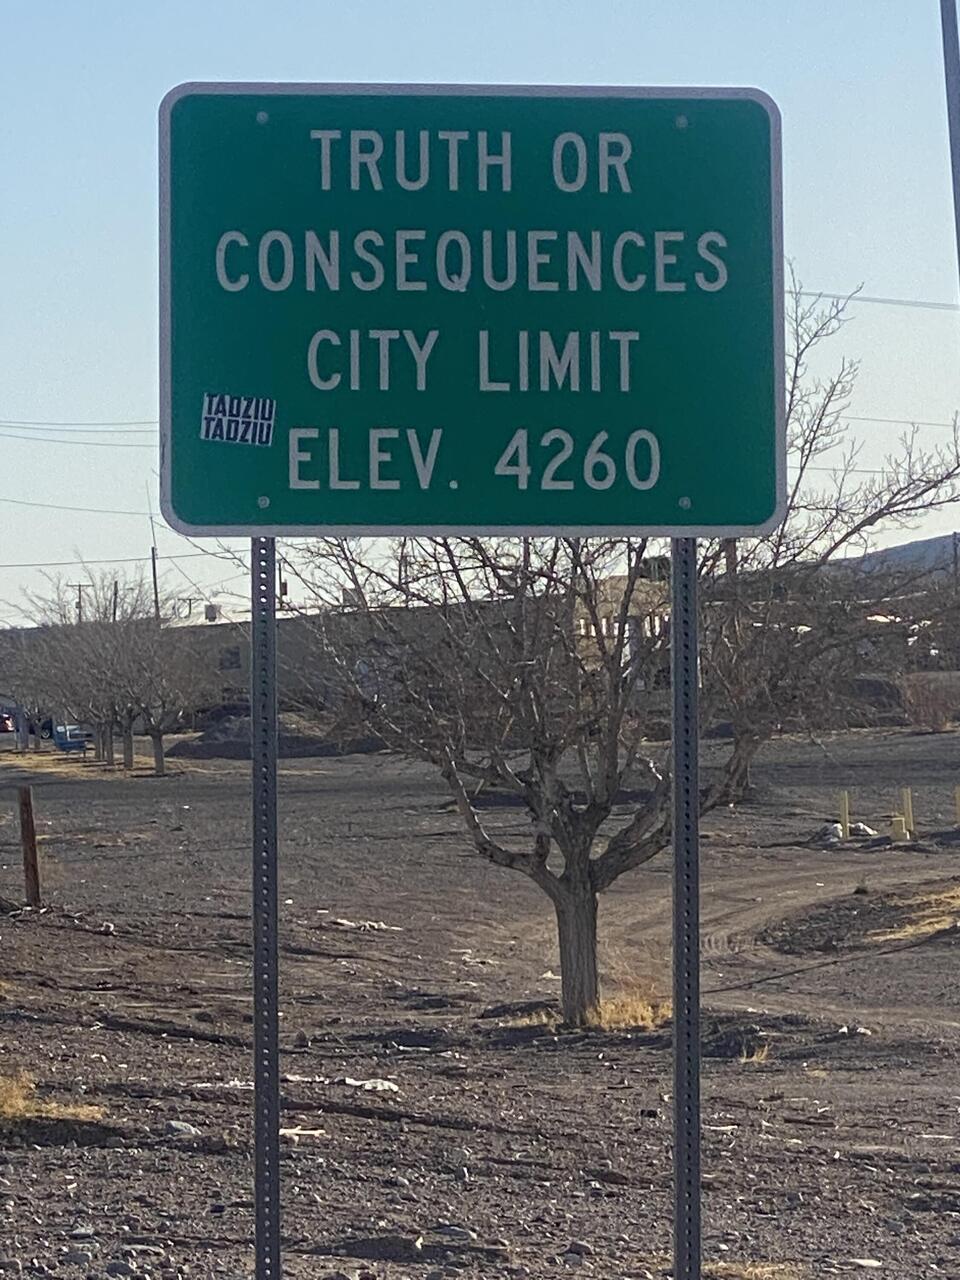 TRUTH OR
CONSEQUENCES
CITY LIMIT
TADZIU
TADZIU
ELEV. 4260